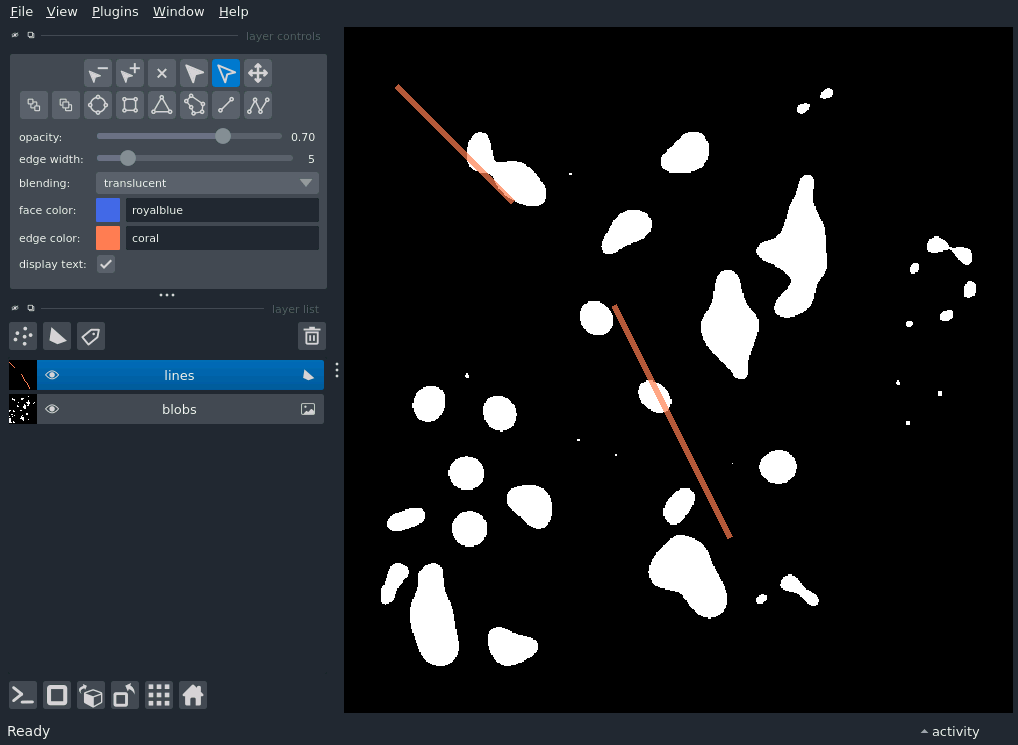 File View Plugins Window Help
layer controls
opacity: 0.70
edge width: 5
blending: translucent
face color: royalblue
edge color: coral
display text:
layer list
lines
blobs
Ready activity